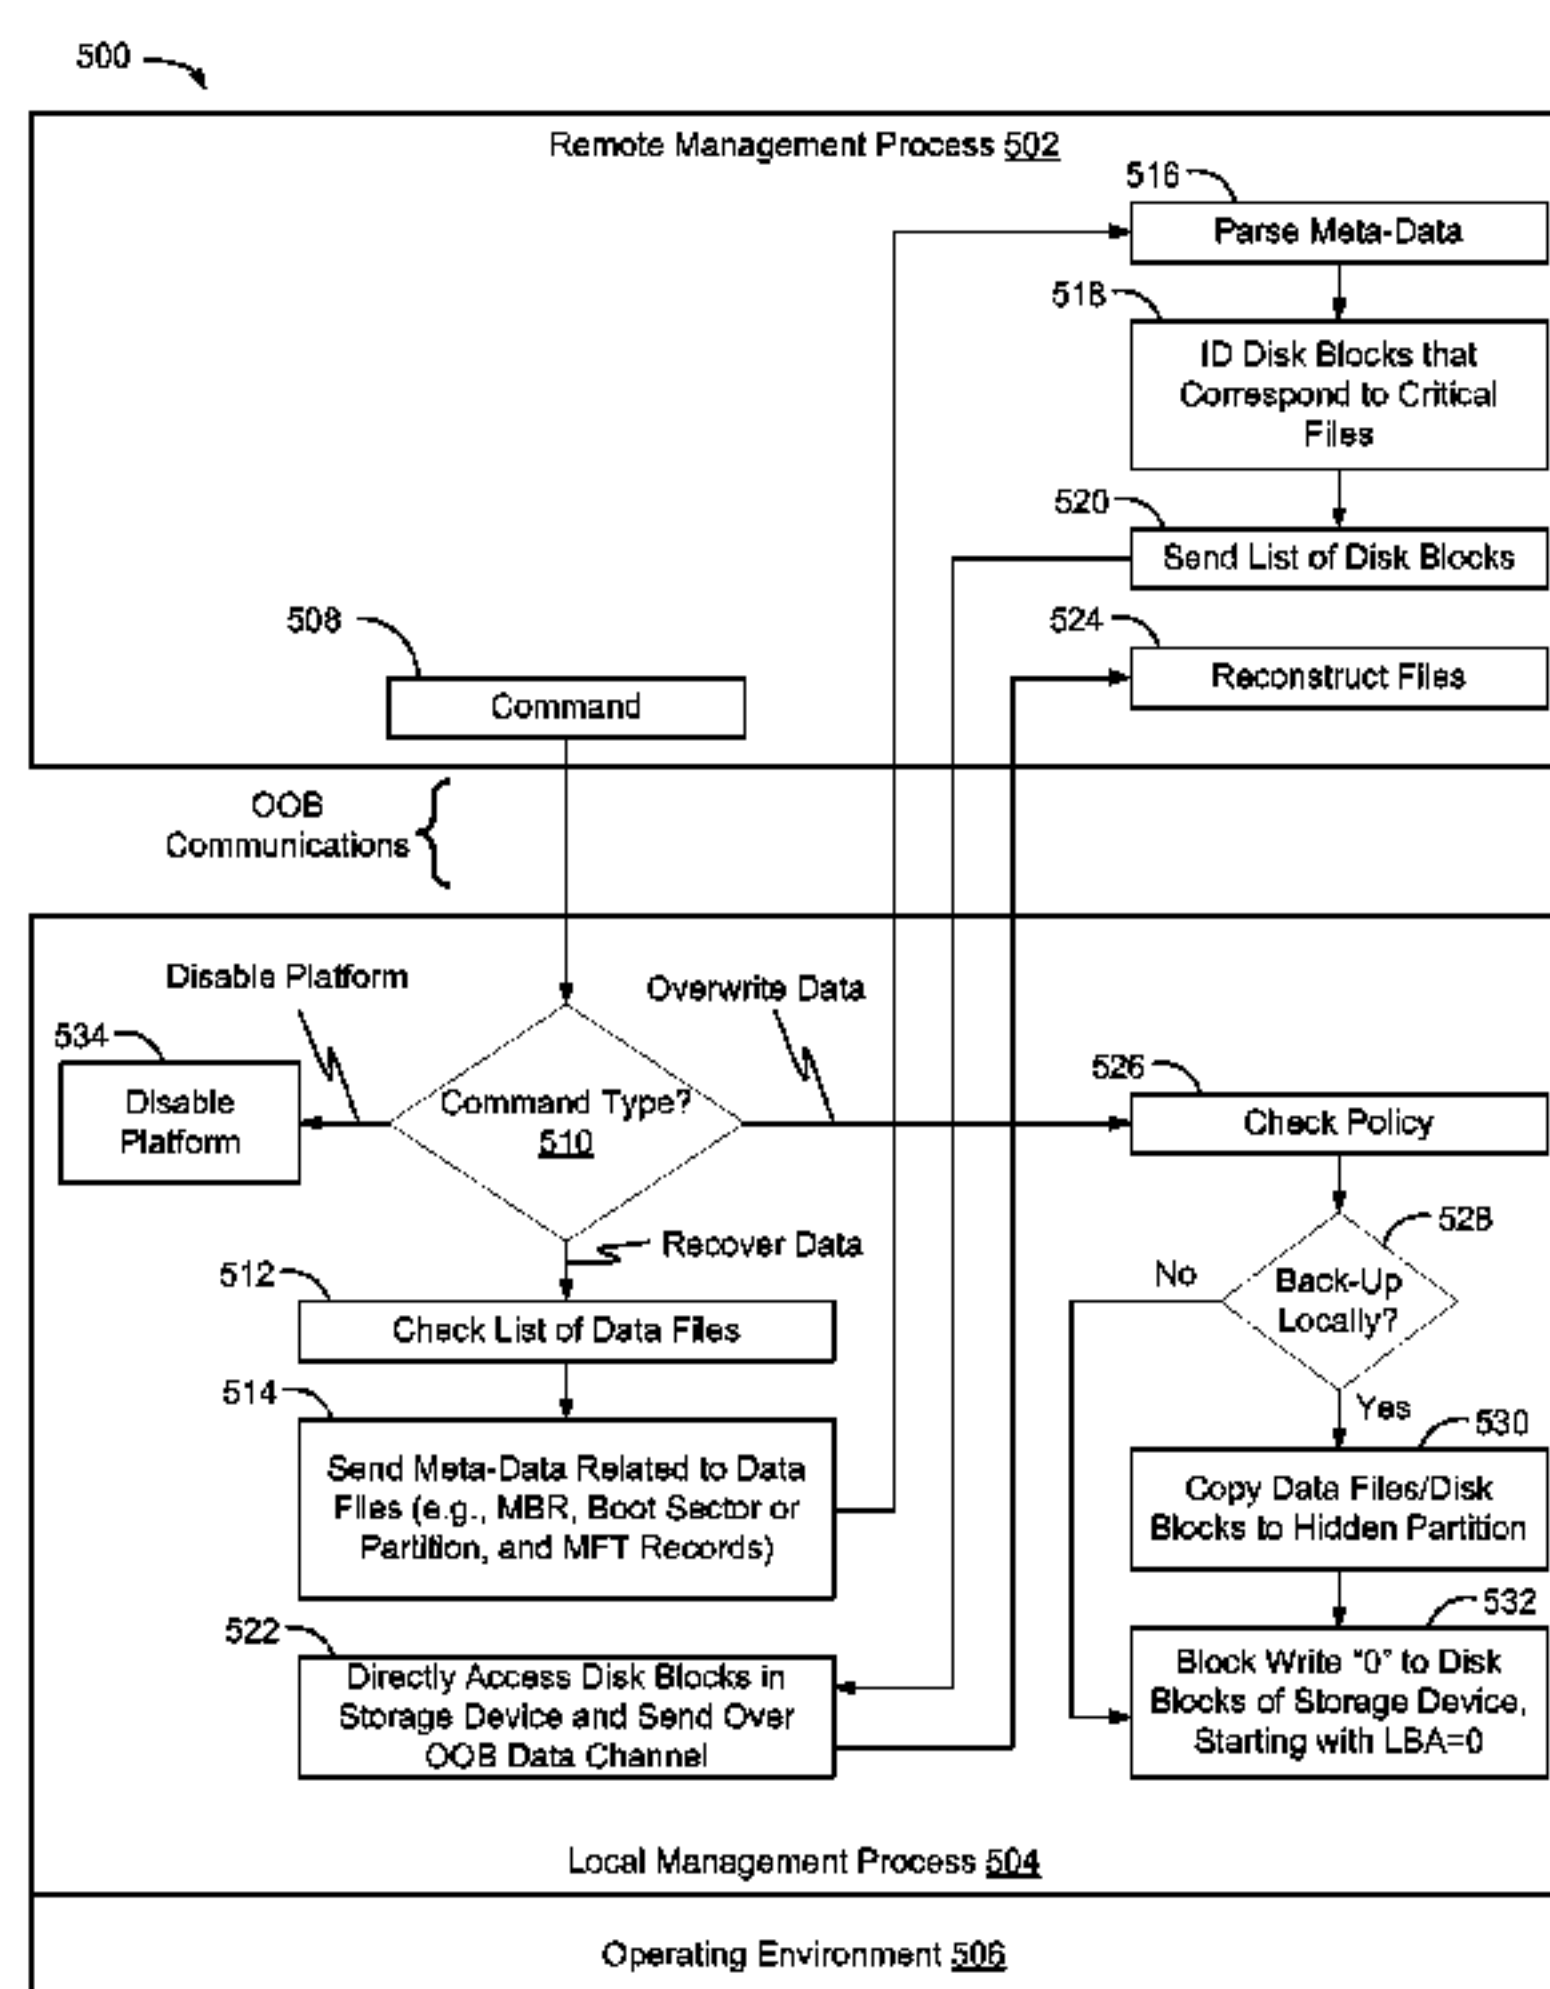 500
Remote Management Process 502
516
Parse Meta-Data
518
ID Disk Blocks that
Correspond to Critical
Files
520
Send List of Disk Blocks
524
Reconstruct Files
508
Command
OOB
Communications
Disable Platform
Overwrite Data
534
Disable
Platform
Command Type?
510
526
Check Policy
528
Back-Up
Locally?
No
Yes
Recover Data
512
Check List of Data Files
514
Send Meta-Data Related to Data
Files (e.g., MBR, Boot Sector or
Partition, and MFT Records)
530
Copy Data Files/Disk
Blocks to Hidden Partition
522
Directly Access Disk Blocks in
Storage Device and Send Over
OOB Data Channel
532
Block Write "0" to Disk
Blocks of Storage Device,
Starting with LBA=0
Local Management Process 504
Operating Environment 506